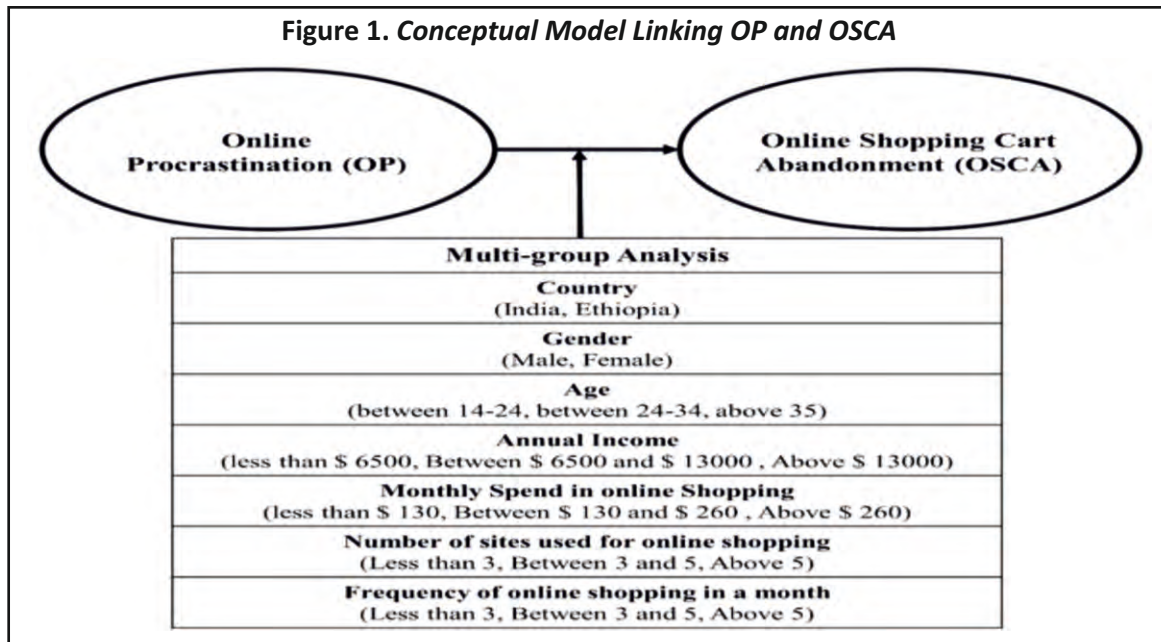 Figure 1. Conceptual Model Linking OP and OSCA
Online
Procrastination (OP)
Online Shopping Cart
Abandonment (OSCA)
Multi-group Analysis
Country
(India, Ethiopia)
Gender
(Male, Female)
Age
(between 14-24, between 24-34, above 35)
Annual Income
(less than $ 6500, Between $ 6500 and $ 13000 , Above $ 13000)
Monthly Spend in online Shopping
(less than $ 130, Between $ 130 and $ 260 , Above $ 260)
Number of sites used for online shopping
(Less than 3, Between 3 and 5, Above 5)
Frequency of online shopping in a month
(Less than 3, Between 3 and 5, Above 5)